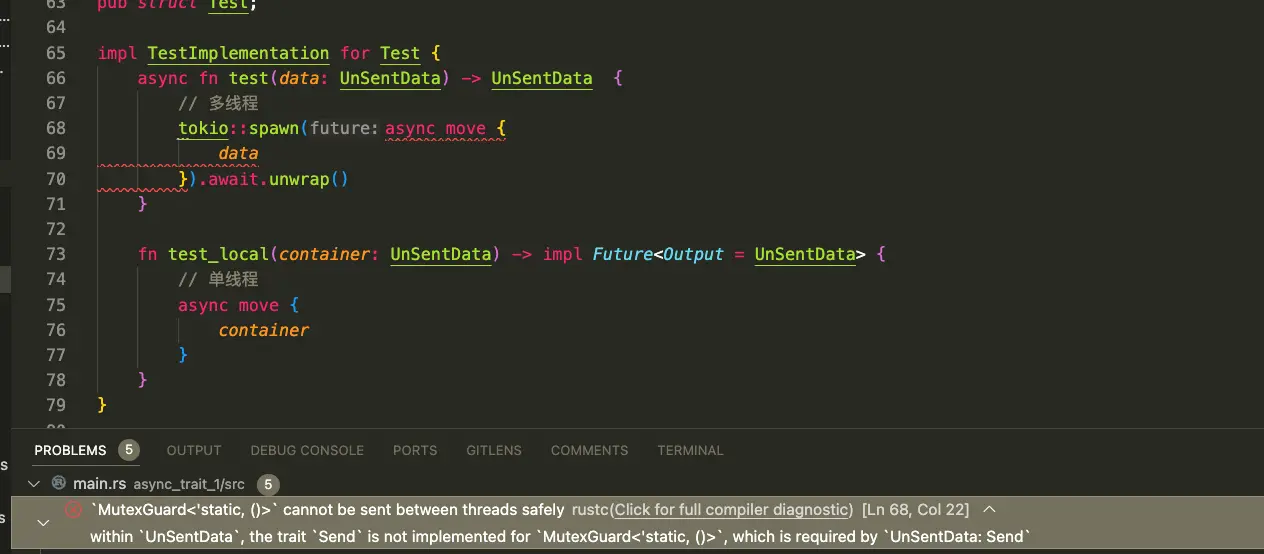 63 pub struct Test;
64
65 impl TestImplementation for Test {
66 async fn test(data: UnSentData) -> UnSentData {
67 // 多线程
68 tokio::spawn(future: async move {
69 data
70 }).await.unwrap()
71 }
72
73 fn test_local(container: UnSentData) -> impl Future<Output = UnSentData> {
74 // 单线程
75 async move {
76 container
77 }
78 }
79 }
PROBLEMS 5 OUTPUT DEBUG CONSOLE PORTS GITLENS COMMENTS TERMINAL
main.rs async_trait_1/src 5
`MutexGuard<'static, ()>` cannot be sent between threads safely rustc(Click for full compiler diagnostic) [Ln 68, Col 22]
within `UnSentData`, the trait `Send` is not implemented for `MutexGuard<'static, ()>`, which is required by `UnSentData: Send`